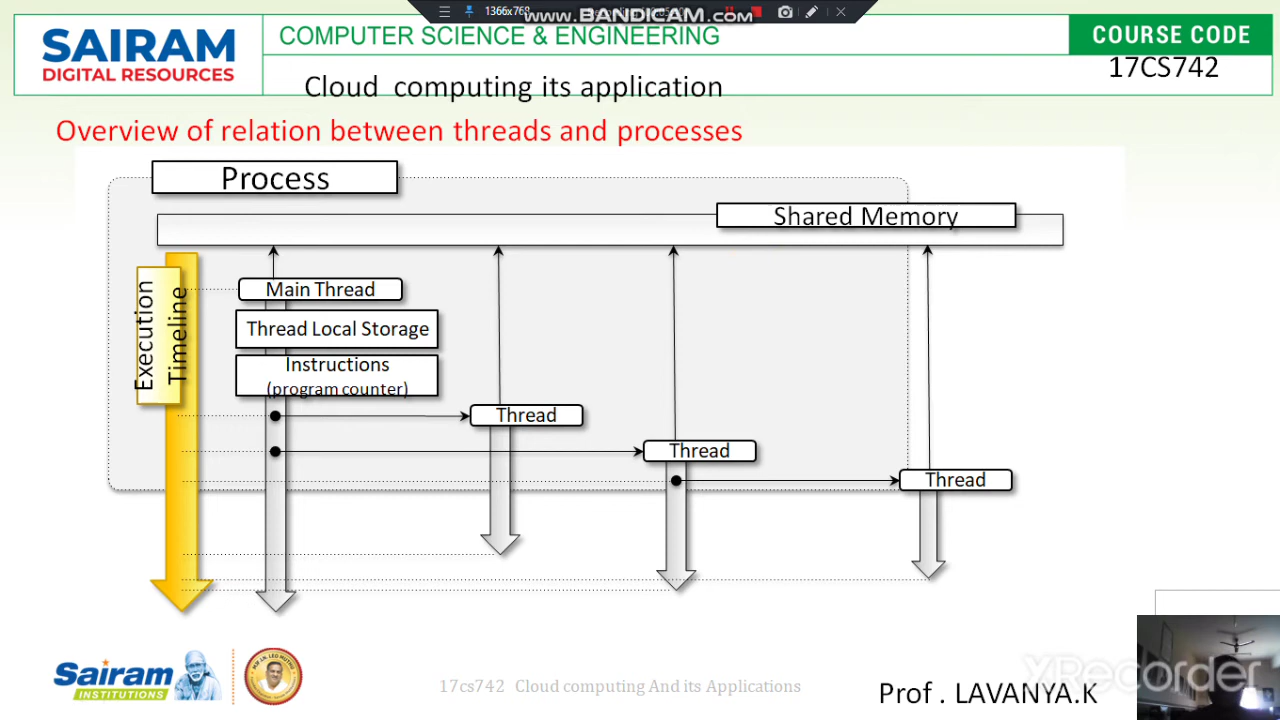 1366x768
www.BANDICAM.com
SAIRAM
DIGITAL RESOURCES
COMPUTER SCIENCE & ENGINEERING
COURSE CODE
17CS742
Cloud computing its application
Overview of relation between threads and processes
Process
Shared Memory
Execution
Timeline
Main Thread
Thread Local Storage
Instructions
(program counter)
Thread
Thread
Thread
Sairam
INSTITUTIONS
17cs742 Cloud computing And its Applications
Prof . LAVANYA.K
XRecorder